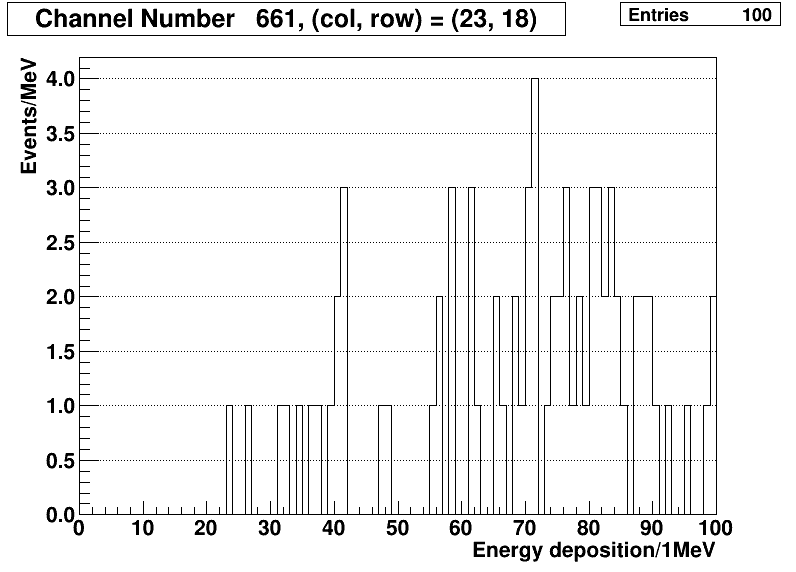 Channel Number 661, (col, row) = (23, 18)
Entries 100
Events/MeV
4.0
3.5
3.0
2.5
2.0
1.5
1.0
0.5
0.0
0 10 20 30 40 50 60 70 80 90 100
Energy deposition/1MeV